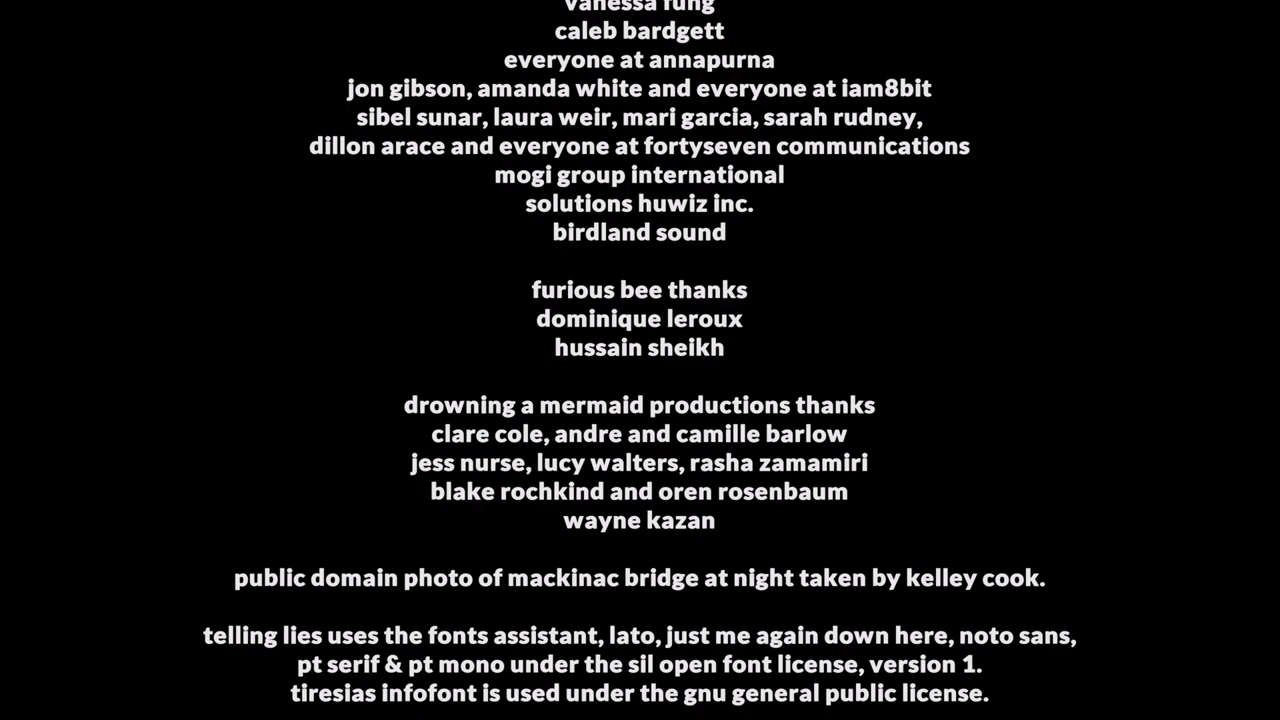 vanessa fung
caleb bardgett
everyone at annapurna
jon gibson, amanda white and everyone at iam8bit
sibel sunar, laura weir, mari garcia, sarah rudney,
dillon arace and everyone at fortyseven communications
mogi group international
solutions huwiz inc.
birdland sound
furious bee thanks
dominique leroux
hussain sheikh
drowning a mermaid productions thanks
clare cole, andre and camille barlow
jess nurse, lucy walters, rasha zamamiri
blake rochkind and oren rosenbaum
wayne kazan
public domain photo of mackinac bridge at night taken by kelley cook.
telling lies uses the fonts assistant, lato, just me again down here, noto sans,
pt serif & pt mono under the sil open font license, version 1.
tiresias infofont is used under the gnu general public license.